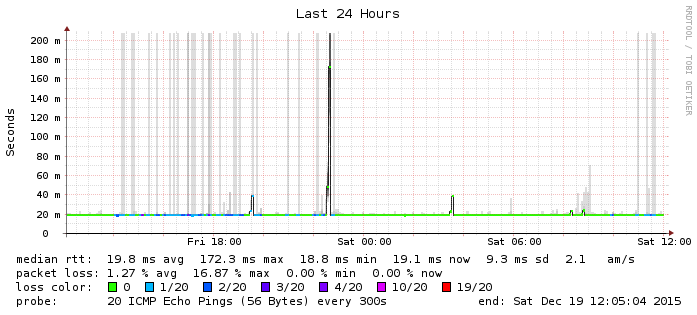 Last 24 Hours
RRDTOOL / TOBI OETIKER
Seconds
200 m
180 m
160 m
140 m
120 m
100 m
80 m
60 m
40 m
20 m
0
Fri 18:00 Sat 00:00 Sat 06:00 Sat 12:00
median rtt: 19.8 ms avg 172.3 ms max 18.8 ms min 19.1 ms now 9.3 ms sd 2.1 am/s
packet loss: 1.27 % avg 16.87 % max 0.00 % min 0.00 % now
loss color: 0 1/20 2/20 3/20 4/20 10/20 19/20
probe: 20 ICMP Echo Pings (56 Bytes) every 300s end: Sat Dec 19 12:05:04 2015